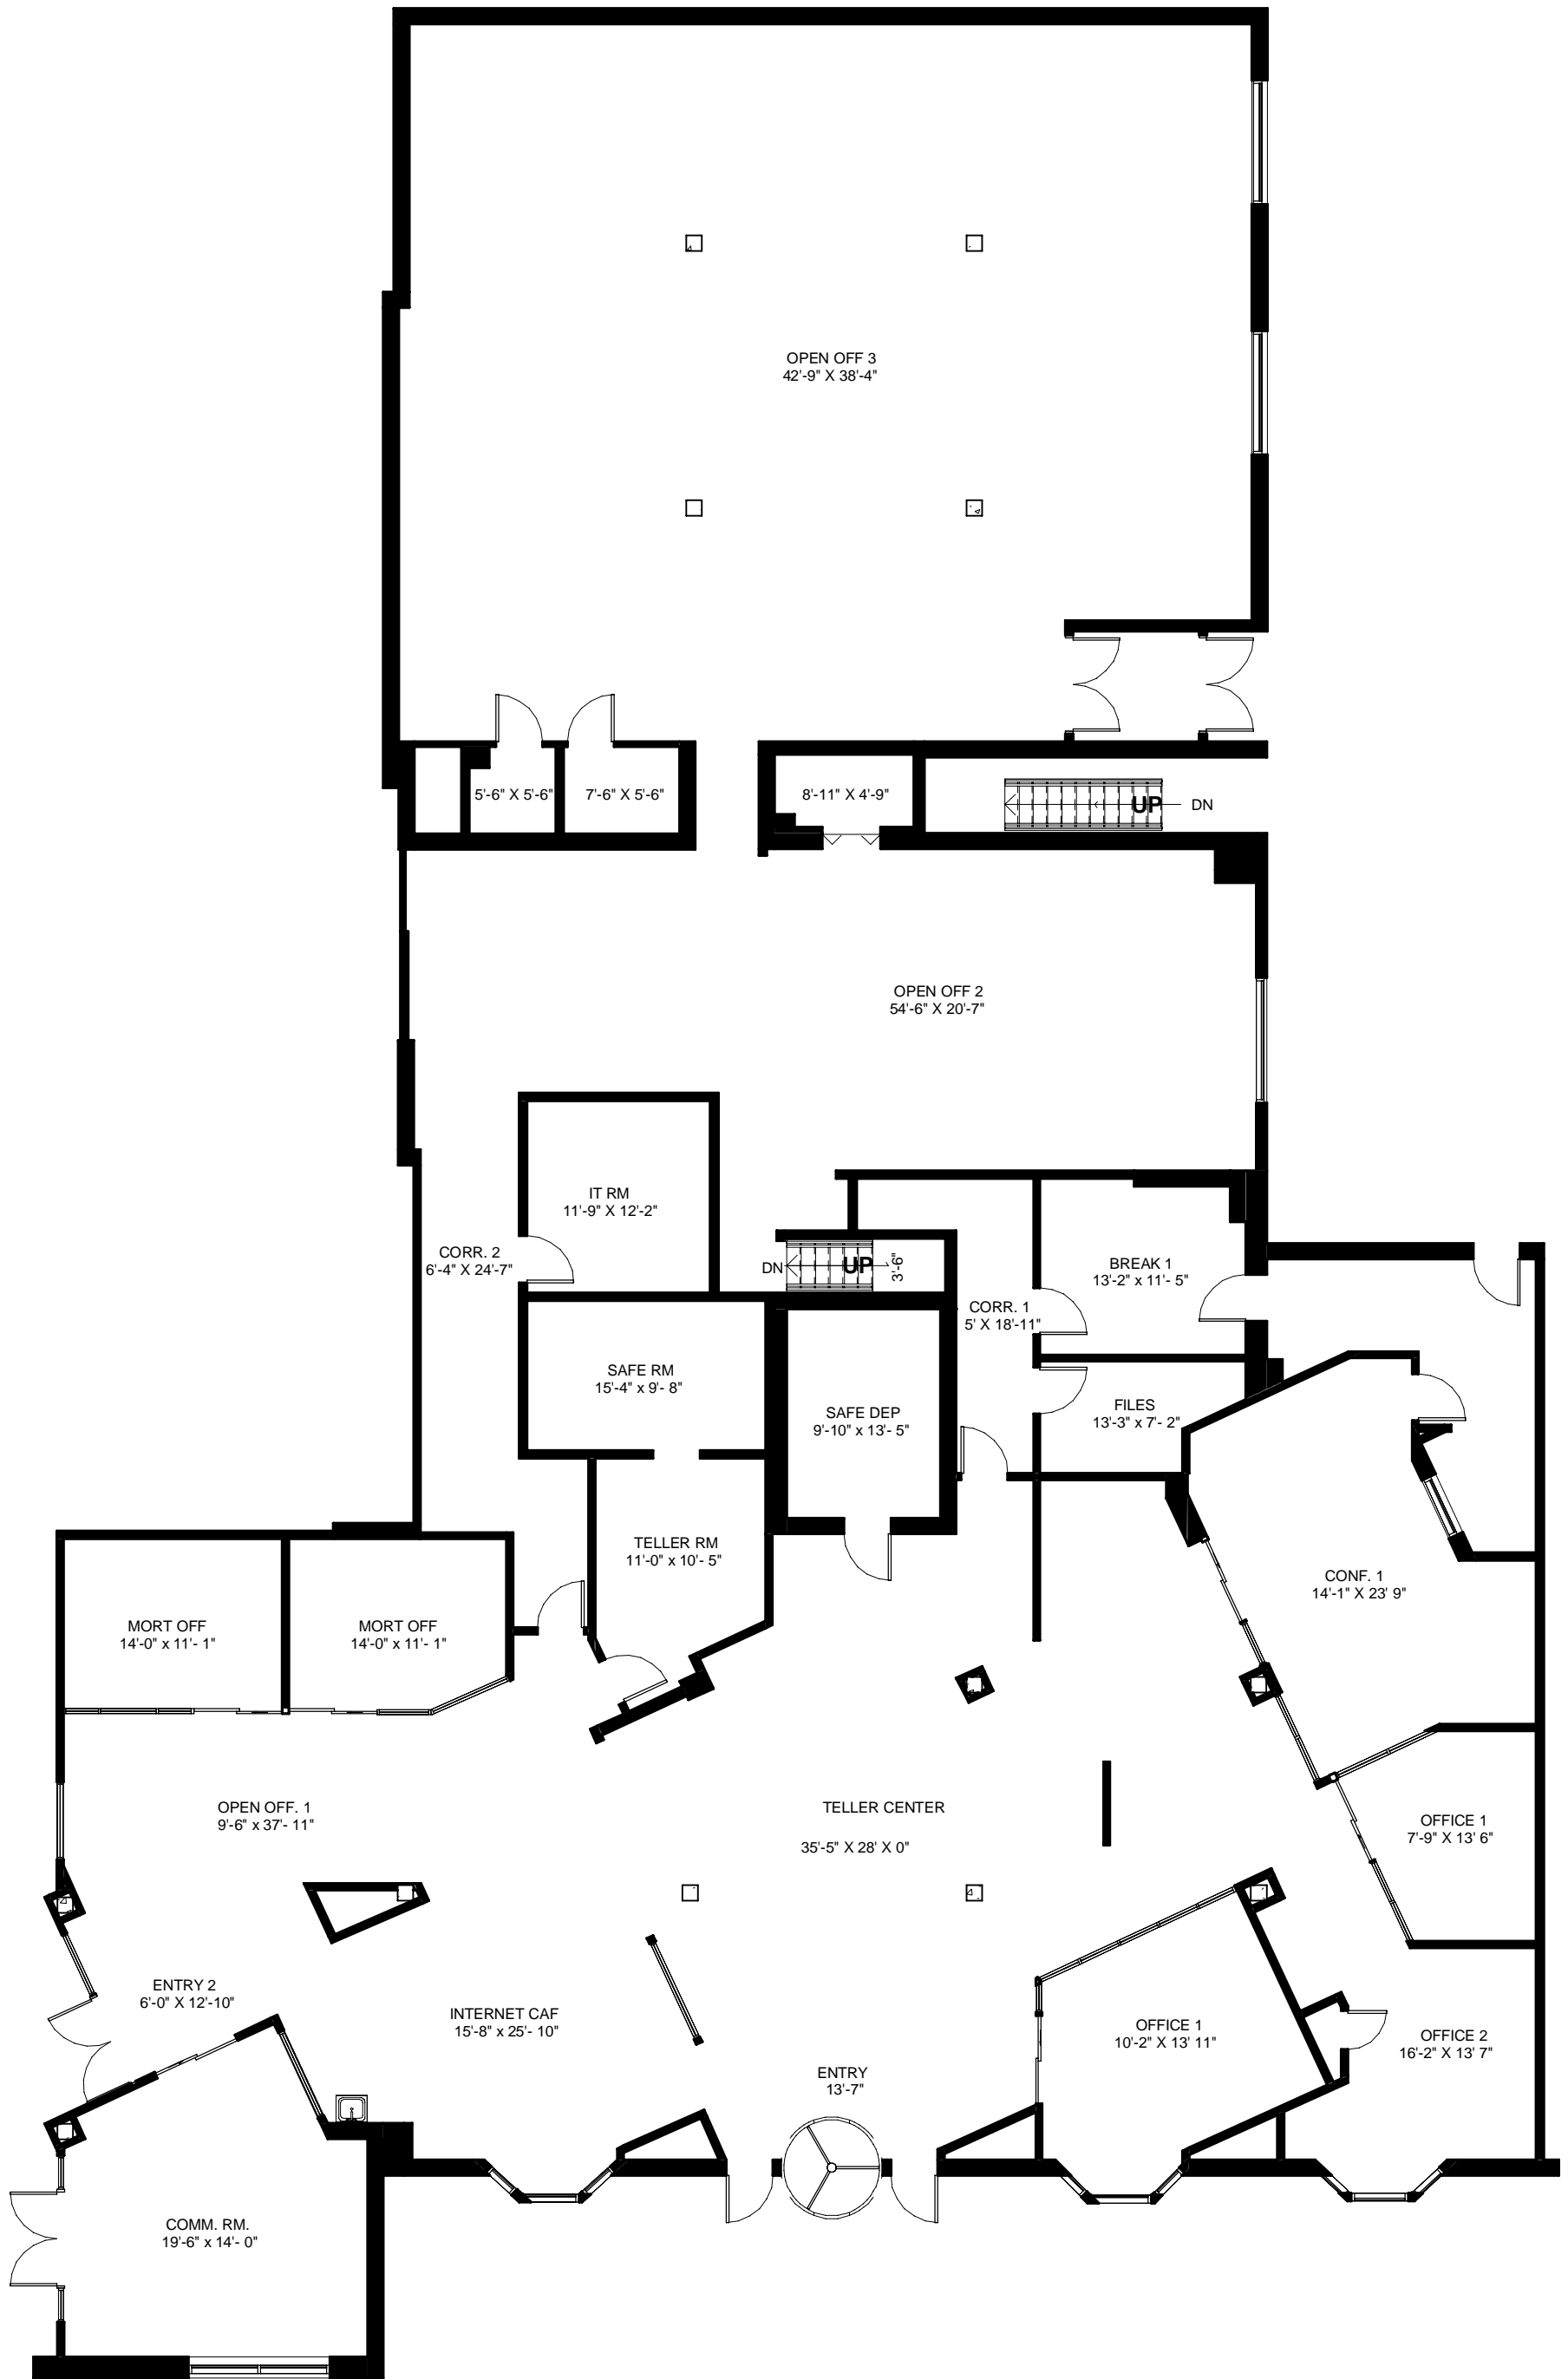 OPEN OFF 3
42'-9" X 38'-4"
5'-6" X 5'-6"
7'-6" X 5'-6"
8'-11" X 4'-9"
UP
DN
OPEN OFF 2
54'-6" X 20'-7"
IT RM
11'-9" X 12'-2"
CORR. 2
6'-4" X 24'-7"
DN
UP
3'-6"
BREAK 1
13'-2" x 11'- 5"
CORR. 1
5' X 18'-11"
SAFE RM
15'-4" x 9'- 8"
SAFE DEP
9'-10" x 13'- 5"
FILES
13'-3" x 7'- 2"
TELLER RM
11'-0" x 10'- 5"
CONF. 1
14'-1" X 23' 9"
MORT OFF
14'-0" x 11'- 1"
MORT OFF
14'-0" x 11'- 1"
OPEN OFF. 1
9'-6" x 37'- 11"
TELLER CENTER
35'-5" X 28' X 0"
OFFICE 1
7'-9" X 13' 6"
ENTRY 2
6'-0" X 12'-10"
INTERNET CAF
15'-8" x 25'- 10"
OFFICE 1
10'-2" X 13' 11"
OFFICE 2
16'-2" X 13' 7"
ENTRY
13'-7"
COMM. RM.
19'-6" x 14'- 0"